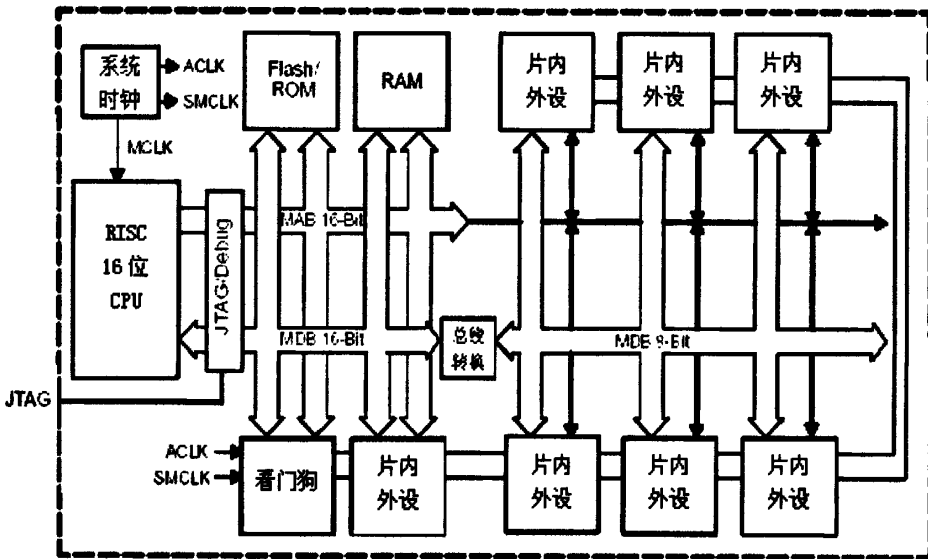 系统
时钟
ACLK
SMCLK
MCLK
Flash/
ROM
RAM
片内
外设
片内
外设
片内
外设
RISC
16 位
CPU
JTAG/Debug
MAB 16-Bit
MDB 16-Bit
总线
转换
MDB 8-Bit
JTAG
ACLK
SMCLK
看门狗
片内
外设
片内
外设
片内
外设
片内
外设